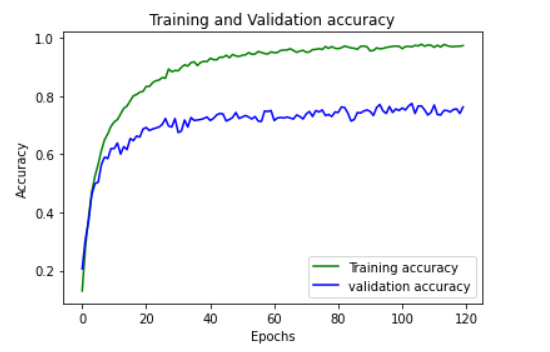 Training and Validation accuracy
1.0
0.8
0.6
0.4
0.2
Accuracy
Training accuracy
validation accuracy
0 20 40 60 80 100 120
Epochs